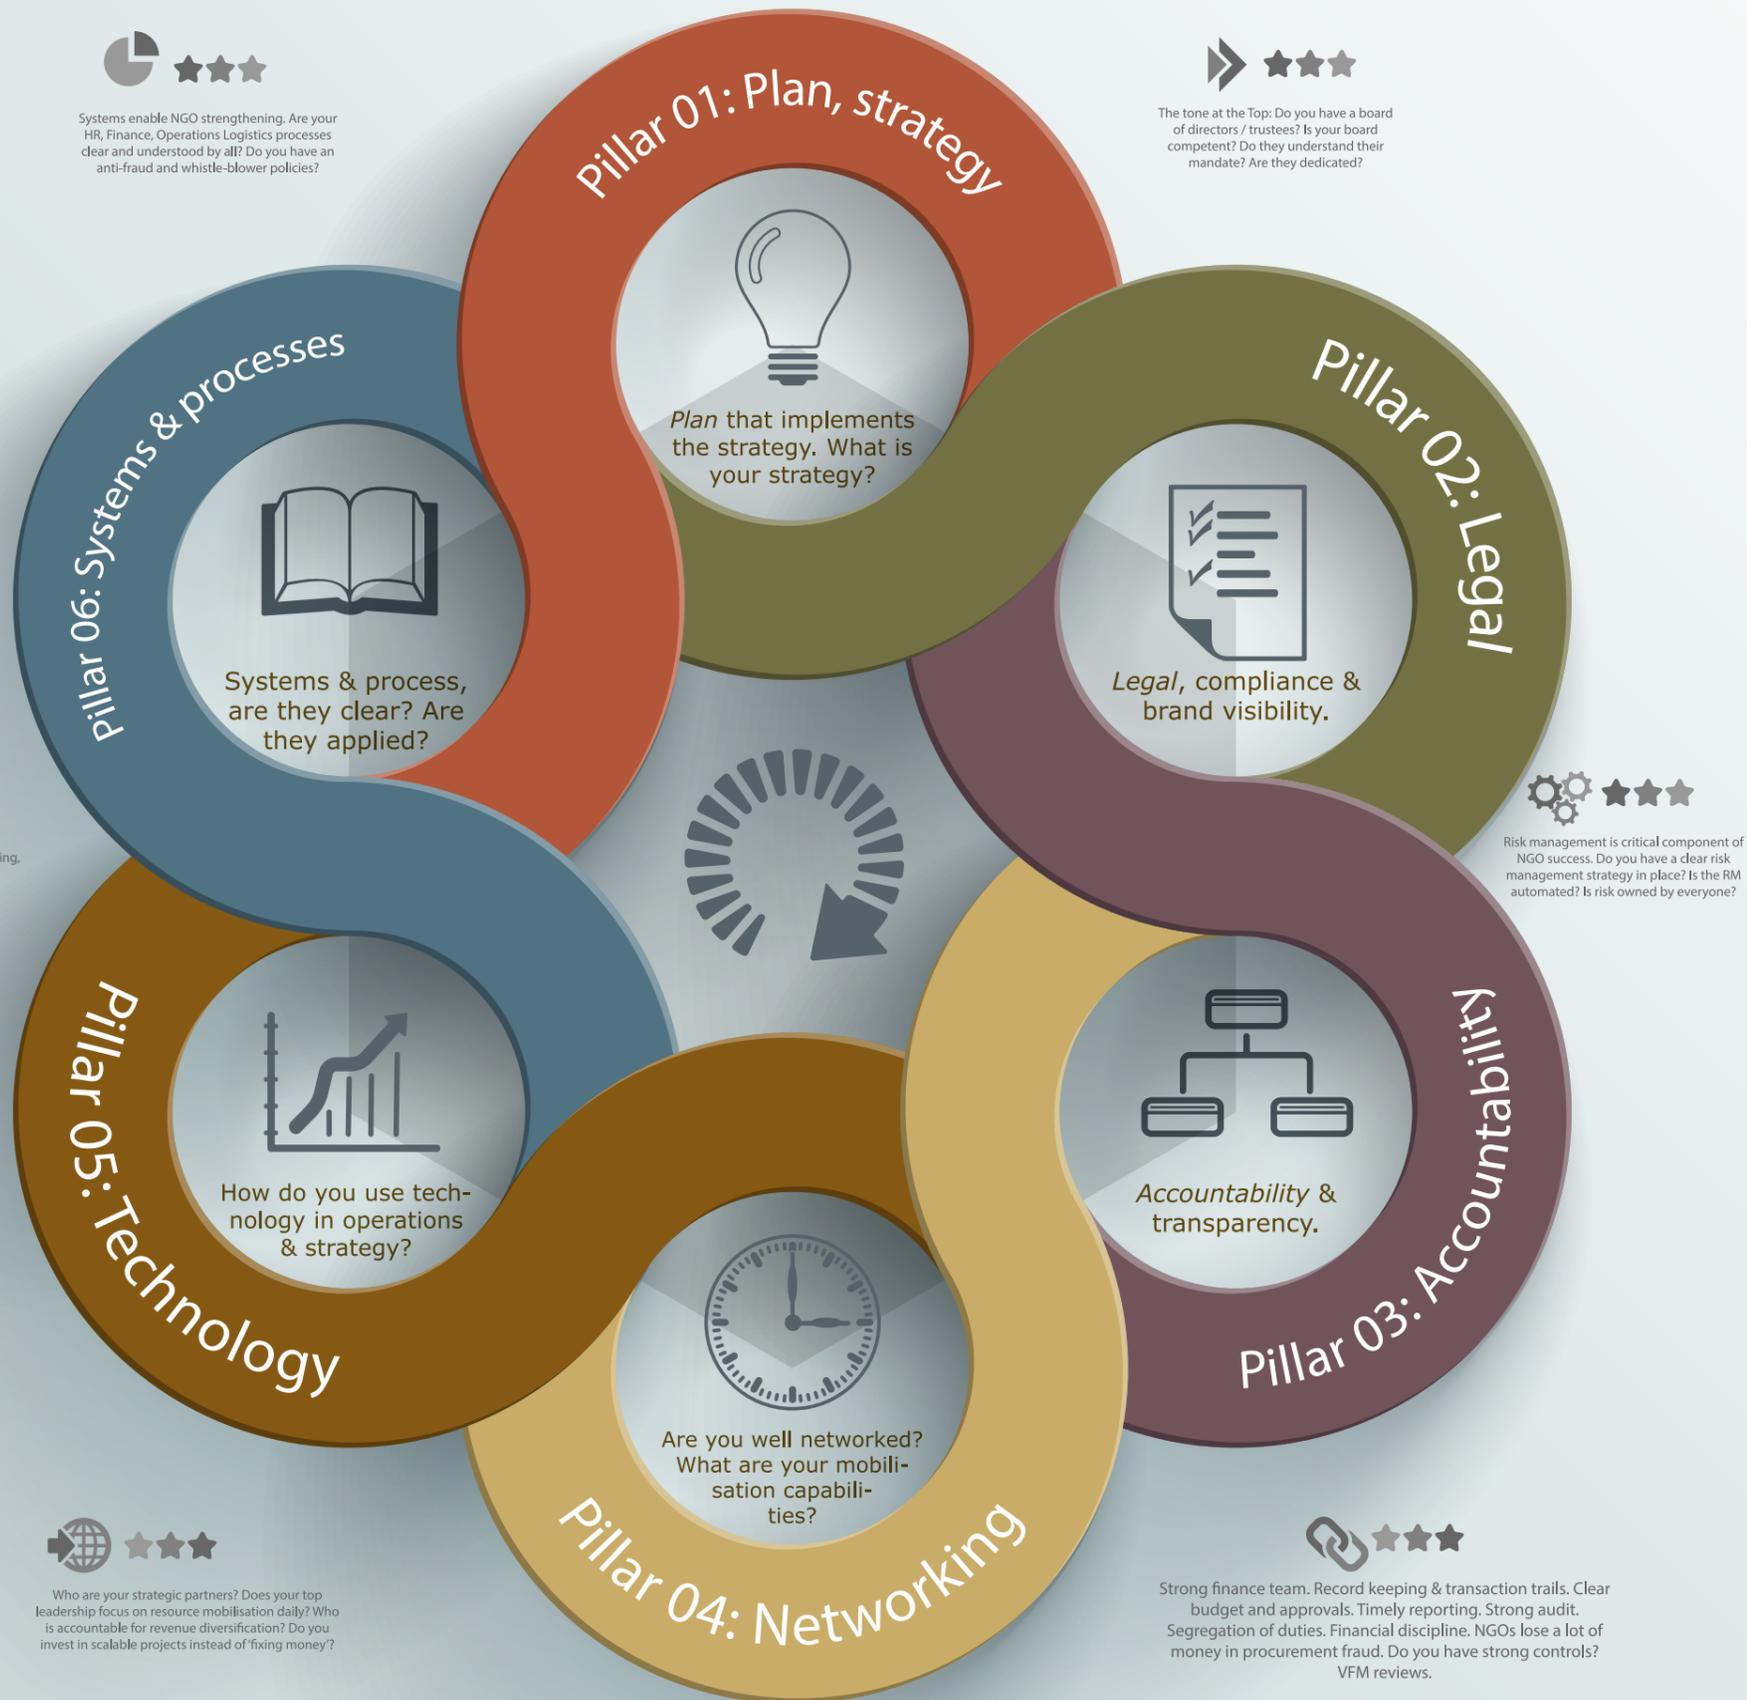 Systems enable NGO strengthening. Are your
HR, Finance, Operations Logistics processes
clear and understood by all? Do you have an
anti-fraud and whistle-blower policies?
Pillar 01: Plan, strategy
The tone at the Top: Do you have a board
of directors / trustees? Is your board
competent? Do they understand their
mandate? Are they dedicated?
Plan that implements
the strategy. What is
your strategy?
Pillar 06: Systems & processes
Systems & process,
are they clear? Are
they applied?
Pillar 02: Legal
Legal, compliance &
brand visibility.
Risk management is critical component of
NGO success. Do you have a clear risk
management strategy in place? Is the RM
automated? Is risk owned by everyone?
ing,
Pillar 05: Technology
How do you use tech-
nology in operations
& strategy?
Accountability &
transparency.
Pillar 03: Accountability
Are you well networked?
What are your mobili-
sation capabili-
ties?
Pillar 04: Networking
Who are your strategic partners? Does your top
leadership focus on resource mobilisation daily? Who
is accountable for revenue diversification? Do you
invest in scalable projects instead of 'fixing money'?
Strong finance team. Record keeping & transaction trails. Clear
budget and approvals. Timely reporting. Strong audit.
Segregation of duties. Financial discipline. NGOs lose a lot of
money in procurement fraud. Do you have strong controls?
VFM reviews.